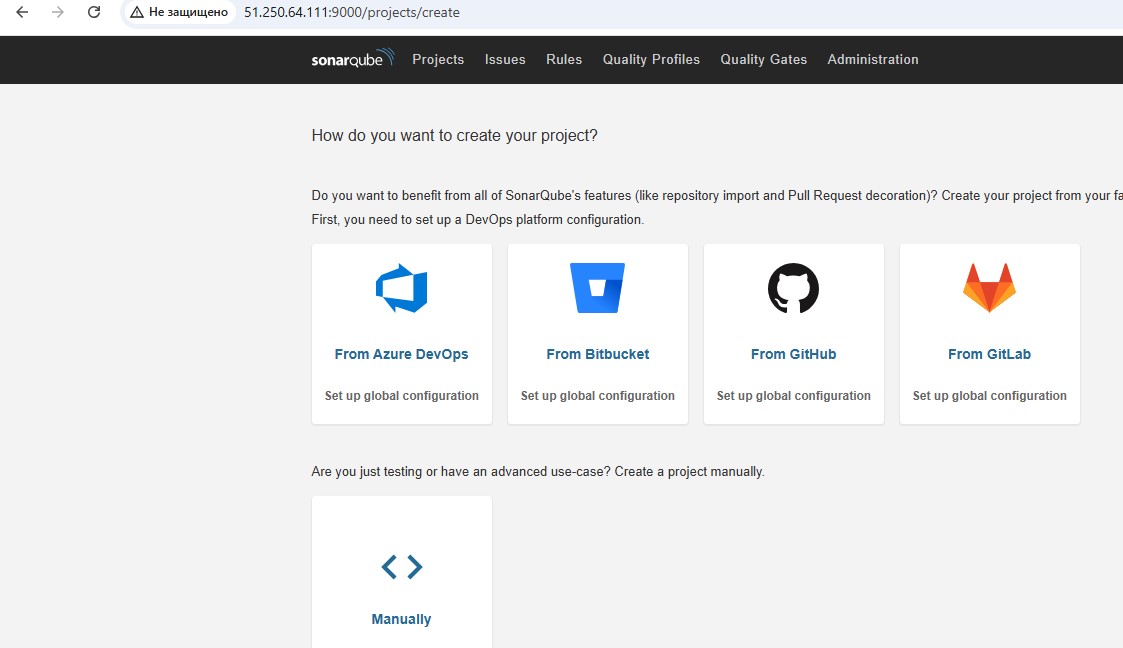 Не защищено 51.250.64.111:9000/projects/create
sonarqube Projects Issues Rules Quality Profiles Quality Gates Administration
How do you want to create your project?
Do you want to benefit from all of SonarQube's features (like repository import and Pull Request decoration)? Create your project from your fa
First, you need to set up a DevOps platform configuration.
From Azure DevOps From Bitbucket From GitHub From GitLab
Set up global configuration Set up global configuration Set up global configuration Set up global configuration
Are you just testing or have an advanced use-case? Create a project manually.
Manually